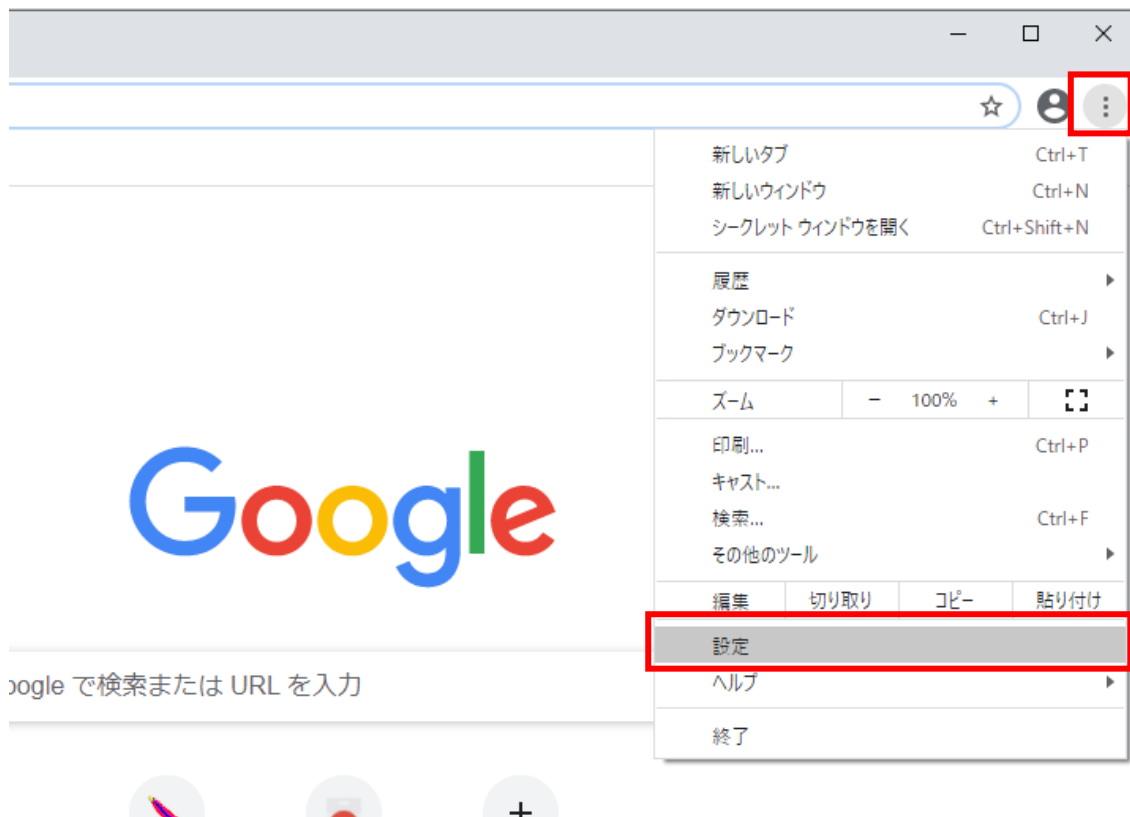 新しいタブ Ctrl+T
新しいウィンドウ Ctrl+N
シークレット ウィンドウを開く Ctrl+Shift+N
履歴
ダウンロード Ctrl+J
ブックマーク
ズーム - 100% +
印刷... Ctrl+P
キャスト...
検索... Ctrl+F
その他のツール
編集 切り取り コピー 貼り付け
設定
ヘルプ
終了
Google
oogle で検索または URL を入力